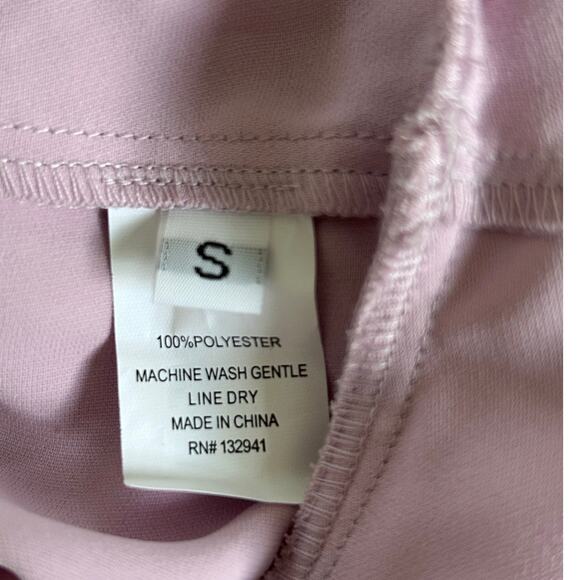 S
100%POLYESTER
MACHINE WASH GENTLE
LINE DRY
MADE IN CHINA
RN# 132941